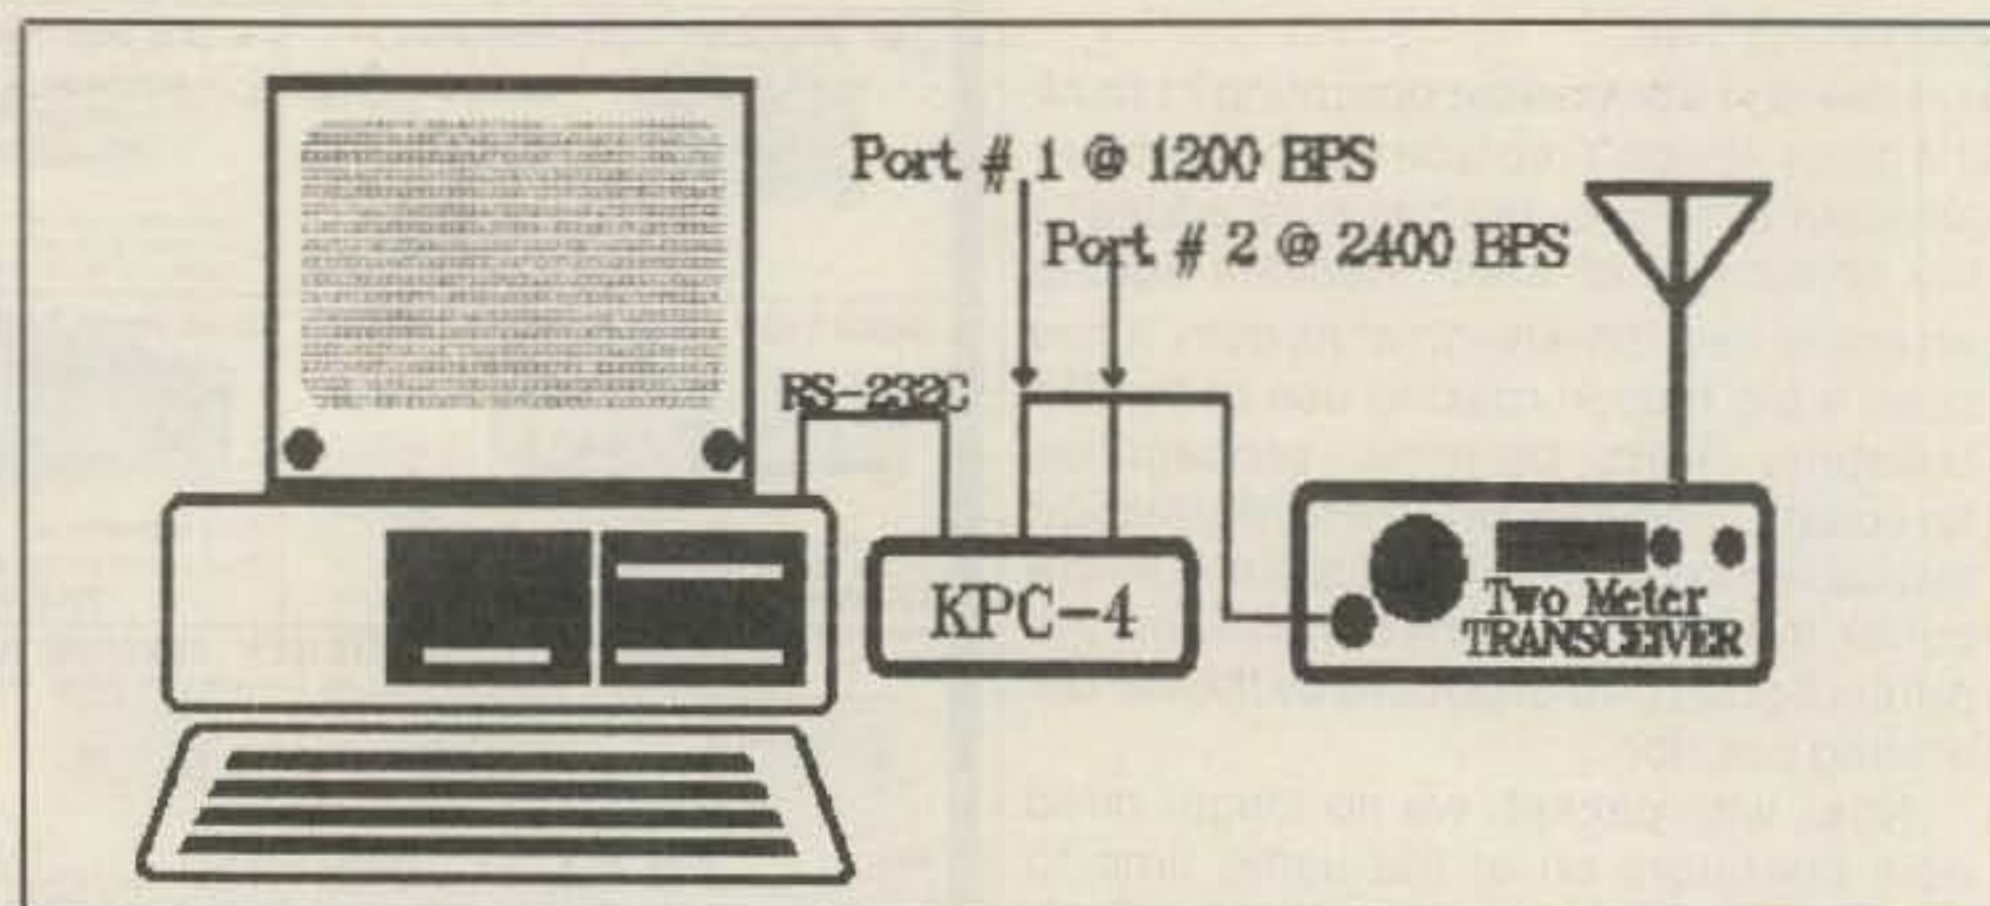 Port # 1 @ 1200 BPS
Port # 2 @ 2400 BPS
RS-232C
KPC-4
Two Meter
TRANSCEIVER